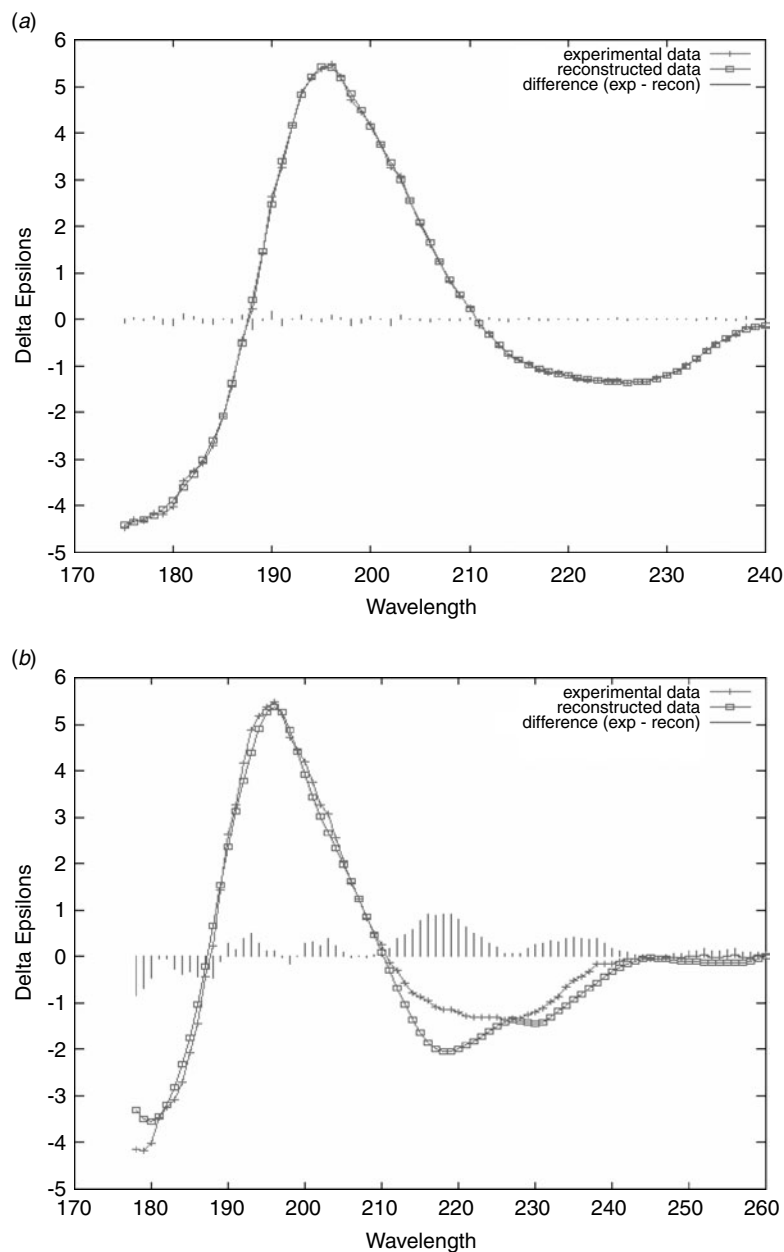 (a)
6
5
4
3
2
1
0
-1
-2
-3
-4
-5
Delta Epsilons
experimental data
reconstructed data
difference (exp - recon)
170 180 190 200 210 220 230 240
Wavelength
(b)
6
5
4
3
2
1
0
-1
-2
-3
-4
-5
Delta Epsilons
experimental data
reconstructed data
difference (exp - recon)
170 180 190 200 210 220 230 240 250 260
Wavelength